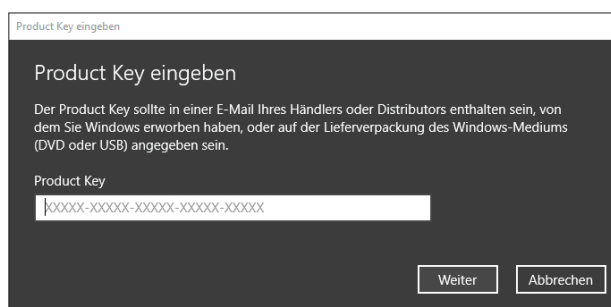 Product Key eingeben
Product Key eingeben
Der Product Key sollte in einer E-Mail Ihres Händlers oder Distributors enthalten sein, von
dem Sie Windows erworben haben, oder auf der Lieferverpackung des Windows-Mediums
(DVD oder USB) angegeben sein.
Product Key
XXXXX-XXXXX-XXXXX-XXXXX-XXXXX
Weiter Abbrechen